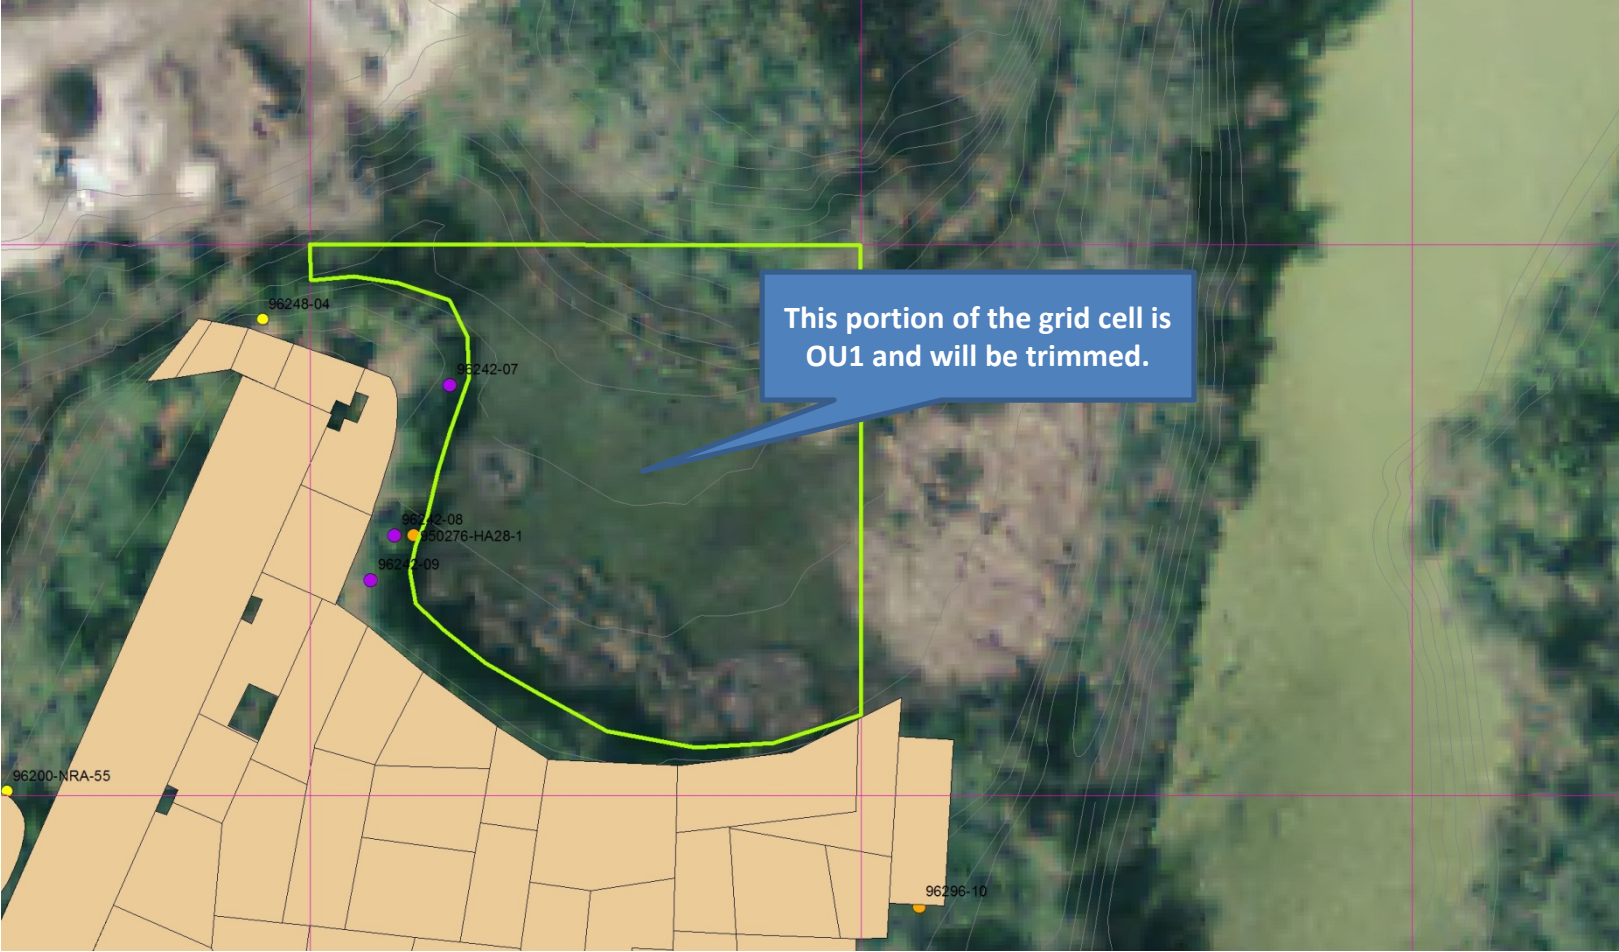 96248-04
This portion of the grid cell is
OU1 and will be trimmed.
96242-07
96242-08
950276-HA28-1
96242-09
96200-NRA-55
96296-10